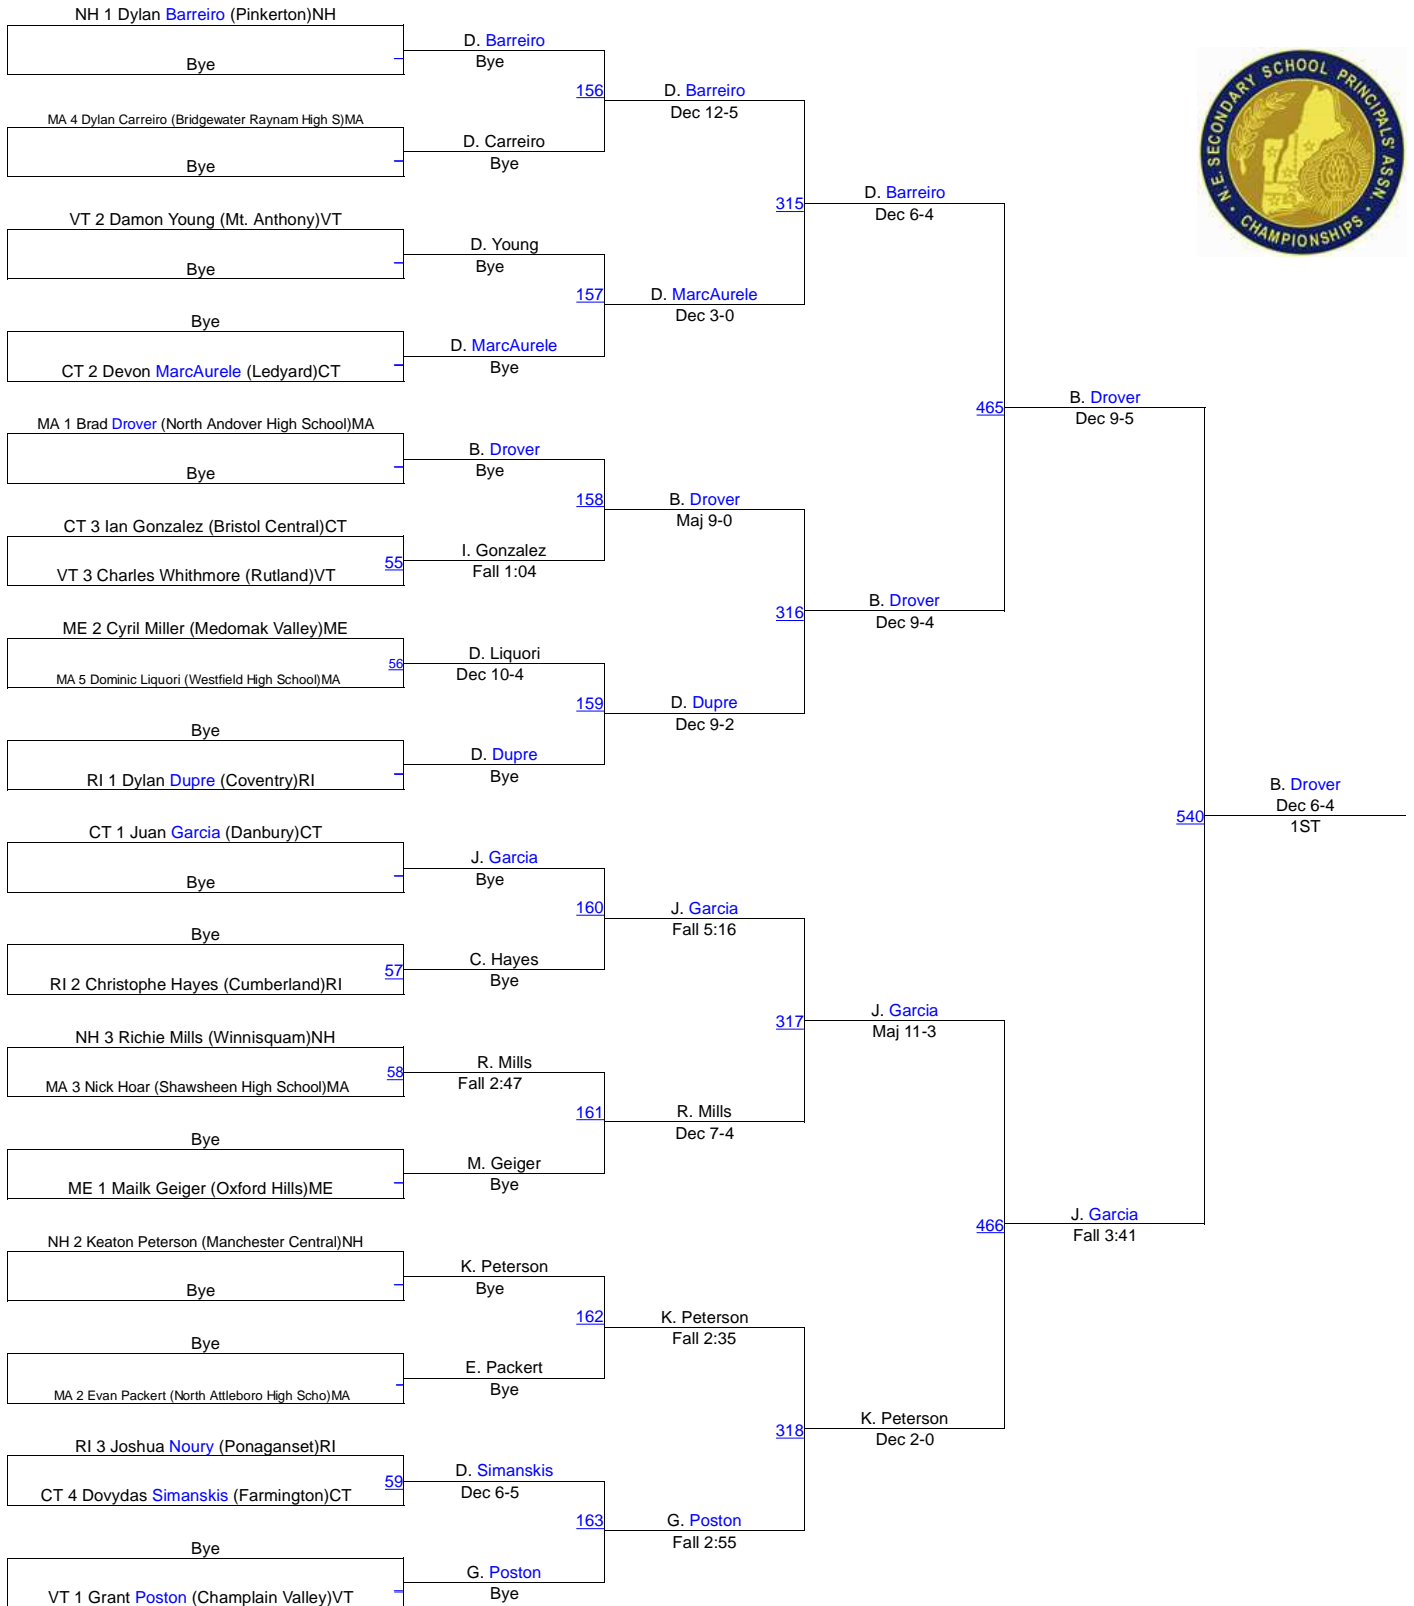 NH 1 Dylan Barreiro (Pinkerton)NH
Bye
MA 4 Dylan Carreiro (Bridgewater Raynam High S)MA
Bye
VT 2 Damon Young (Mt. Anthony)VT
Bye
Bye
CT 2 Devon MarcAurele (Ledyard)CT
MA 1 Brad Drover (North Andover High School)MA
Bye
CT 3 Ian Gonzalez (Bristol Central)CT
55
VT 3 Charles Whithmore (Rutland)VT
ME 2 Cyril Miller (Medomak Valley)ME
56
MA 5 Dominic Liquori (Westfield High School)MA
Bye
RI 1 Dylan Dupre (Coventry)RI
CT 1 Juan Garcia (Danbury)CT
Bye
Bye
57
RI 2 Christophe Hayes (Cumberland)RI
NH 3 Richie Mills (Winnisquam)NH
58
MA 3 Nick Hoar (Shawsheen High School)MA
Bye
ME 1 Mailk Geiger (Oxford Hills)ME
NH 2 Keaton Peterson (Manchester Central)NH
Bye
Bye
MA 2 Evan Packert (North Attleboro High Scho)MA
RI 3 Joshua Noury (Ponaganset)RI
59
CT 4 Dovydas Simanskis (Farmington)CT
Bye
VT 1 Grant Poston (Champlain Valley)VT
D. Barreiro
Bye
156
D. Carreiro
Bye
D. Young
Bye
157
D. MarcAurele
Bye
B. Drover
Bye
158
I. Gonzalez
Fall 1:04
D. Liquori
Dec 10-4
159
D. Dupre
Bye
J. Garcia
Bye
160
C. Hayes
Bye
R. Mills
Fall 2:47
161
M. Geiger
Bye
K. Peterson
Bye
162
E. Packert
Bye
D. Simanskis
Dec 6-5
163
G. Poston
Bye
D. Barreiro
Dec 12-5
315
D. MarcAurele
Dec 3-0
B. Drover
Maj 9-0
316
D. Dupre
Dec 9-2
J. Garcia
Fall 5:16
317
R. Mills
Dec 7-4
K. Peterson
Fall 2:35
318
G. Poston
Fall 2:55
D. Barreiro
Dec 6-4
465
B. Drover
Dec 9-4
J. Garcia
Maj 11-3
466
K. Peterson
Dec 2-0
B. Drover
Dec 9-5
540
J. Garcia
Fall 3:41
B. Drover
Dec 6-4
1ST
N.E. SECONDARY SCHOOL PRINCIPALS' ASSN.
CHAMPIONSHIPS